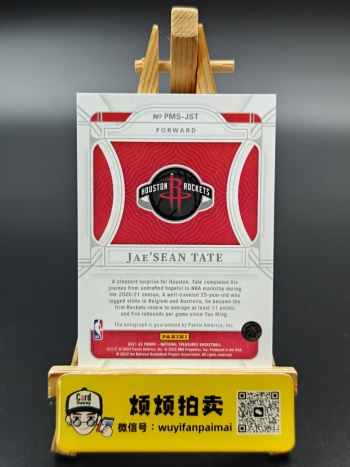 Nº PMS-JST
FORWARD
HOUSTON ROCKETS
JAE'SEAN TATE
A pleasant surprise for Houston, Tate completed his
journey from undrafted hopeful to NBA mainstay during
the 2020-21 season. A well-traveled 25-year-old who
logged stints in Belgium and Australia, he became the
first Rockets rookie to average at least 11 points
and five rebounds per game since Yao Ming.
The autograph is guaranteed by Panini America, Inc.
PANINI
2021-22 PANINI - NATIONAL TREASURES BASKETBALL
Card
烦烦拍卖
微信号：wuyifanpaimai